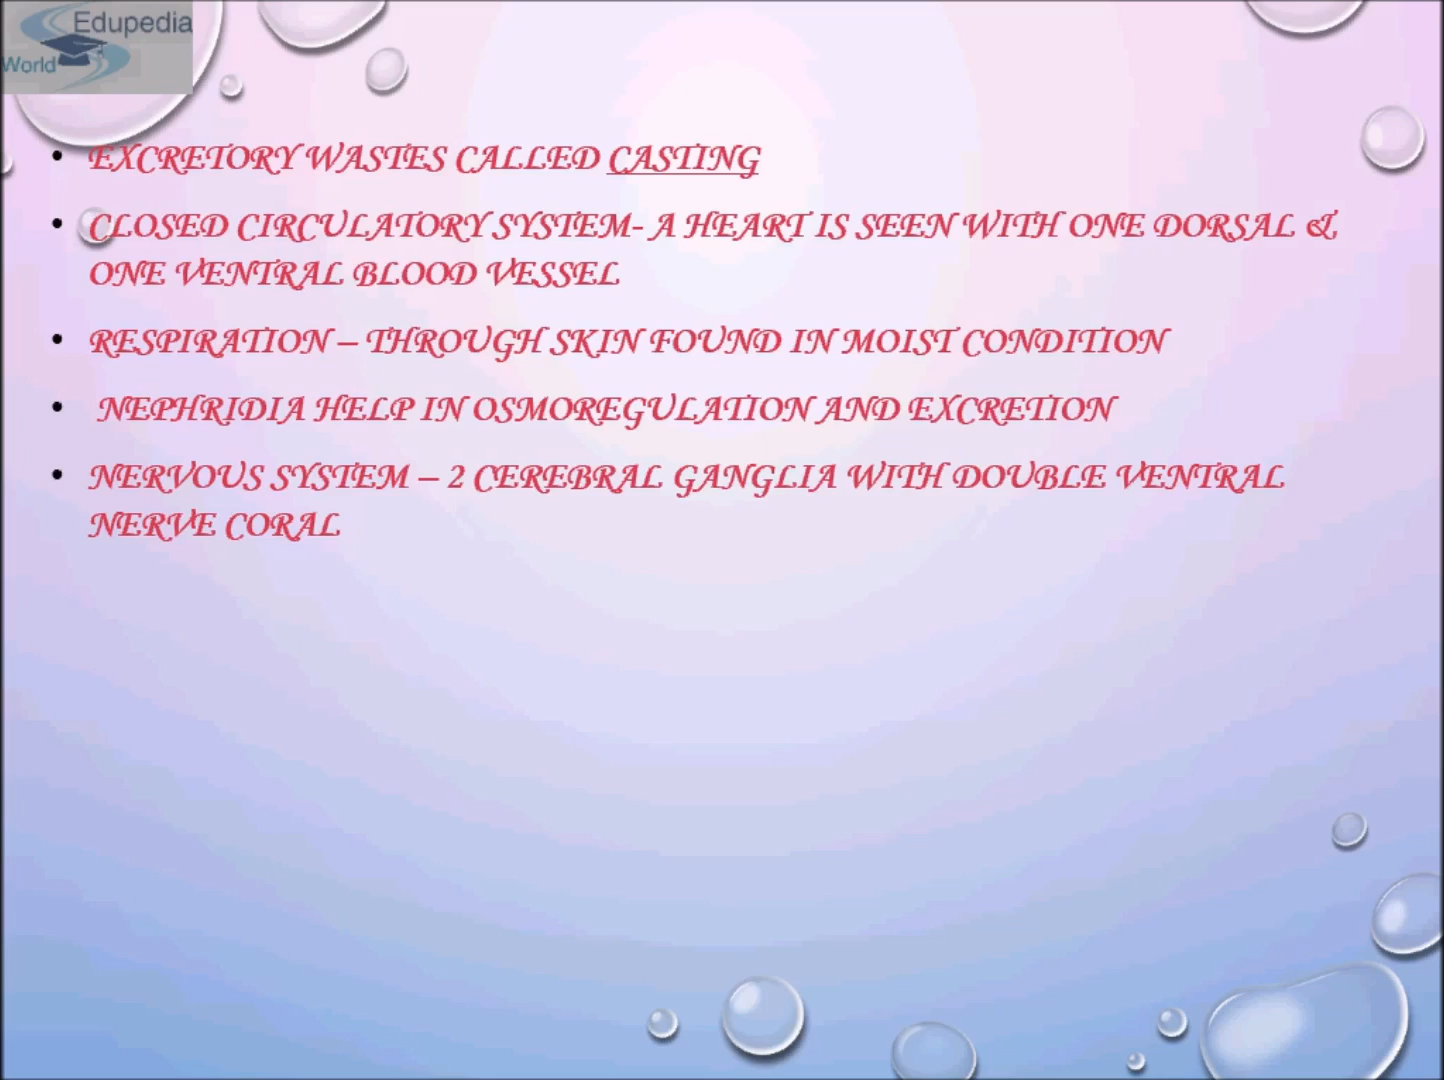 Edupedia
World
• EXCRETORY WASTES CALLED CASTING
• CLOSED CIRCULATORY SYSTEM- A HEART IS SEEN WITH ONE DORSAL &
ONE VENTRAL BLOOD VESSEL
• RESPIRATION – THROUGH SKIN FOUND IN MOIST CONDITION
• NEPHRIDIA HELP IN OSMOREGULATION AND EXCRETION
• NERVOUS SYSTEM – 2 CEREBRAL GANGLIA WITH DOUBLE VENTRAL
NERVE CORAL